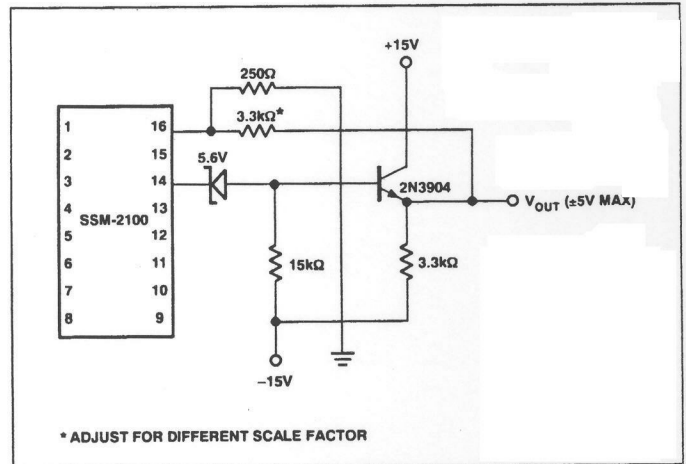 +15V
250Ω
3.3kΩ*
1 16
2 15
5.6V
3 14
2N3904
4 13
VOUT (±5V MAX)
SSM-2100
5 12
6 11
15kΩ
3.3kΩ
7 10
8 9
–15V
* ADJUST FOR DIFFERENT SCALE FACTOR